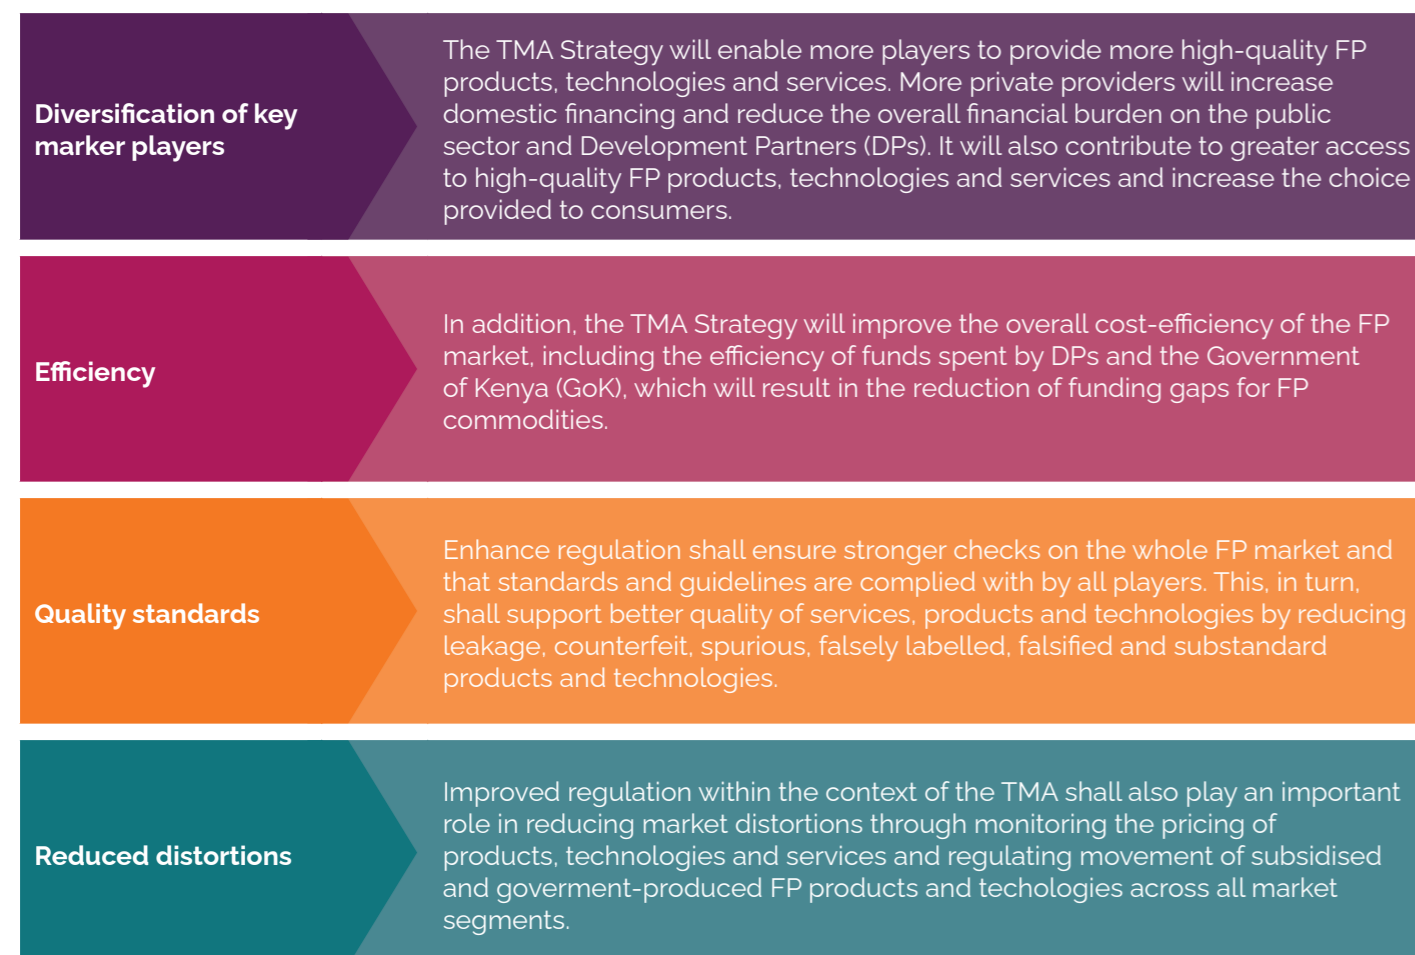 Diversification of key
marker players
The TMA Strategy will enable more players to provide more high-quality FP
products, technologies and services. More private providers will increase
domestic financing and reduce the overall financial burden on the public
sector and Development Partners (DPs). It will also contribute to greater access
to high-quality FP products, technologies and services and increase the choice
provided to consumers.
Efficiency
In addition, the TMA Strategy will improve the overall cost-efficiency of the FP
market, including the efficiency of funds spent by DPs and the Government
of Kenya (GoK), which will result in the reduction of funding gaps for FP
commodities.
Quality standards
Enhance regulation shall ensure stronger checks on the whole FP market and
that standards and guidelines are complied with by all players. This, in turn,
shall support better quality of services, products and technologies by reducing
leakage, counterfeit, spurious, falsely labelled, falsified and substandard
products and technologies.
Reduced distortions
Improved regulation within the context of the TMA shall also play an important
role in reducing market distortions through monitoring the pricing of
products, technologies and services and regulating movement of subsidised
and goverment-produced FP products and techologies across all market
segments.